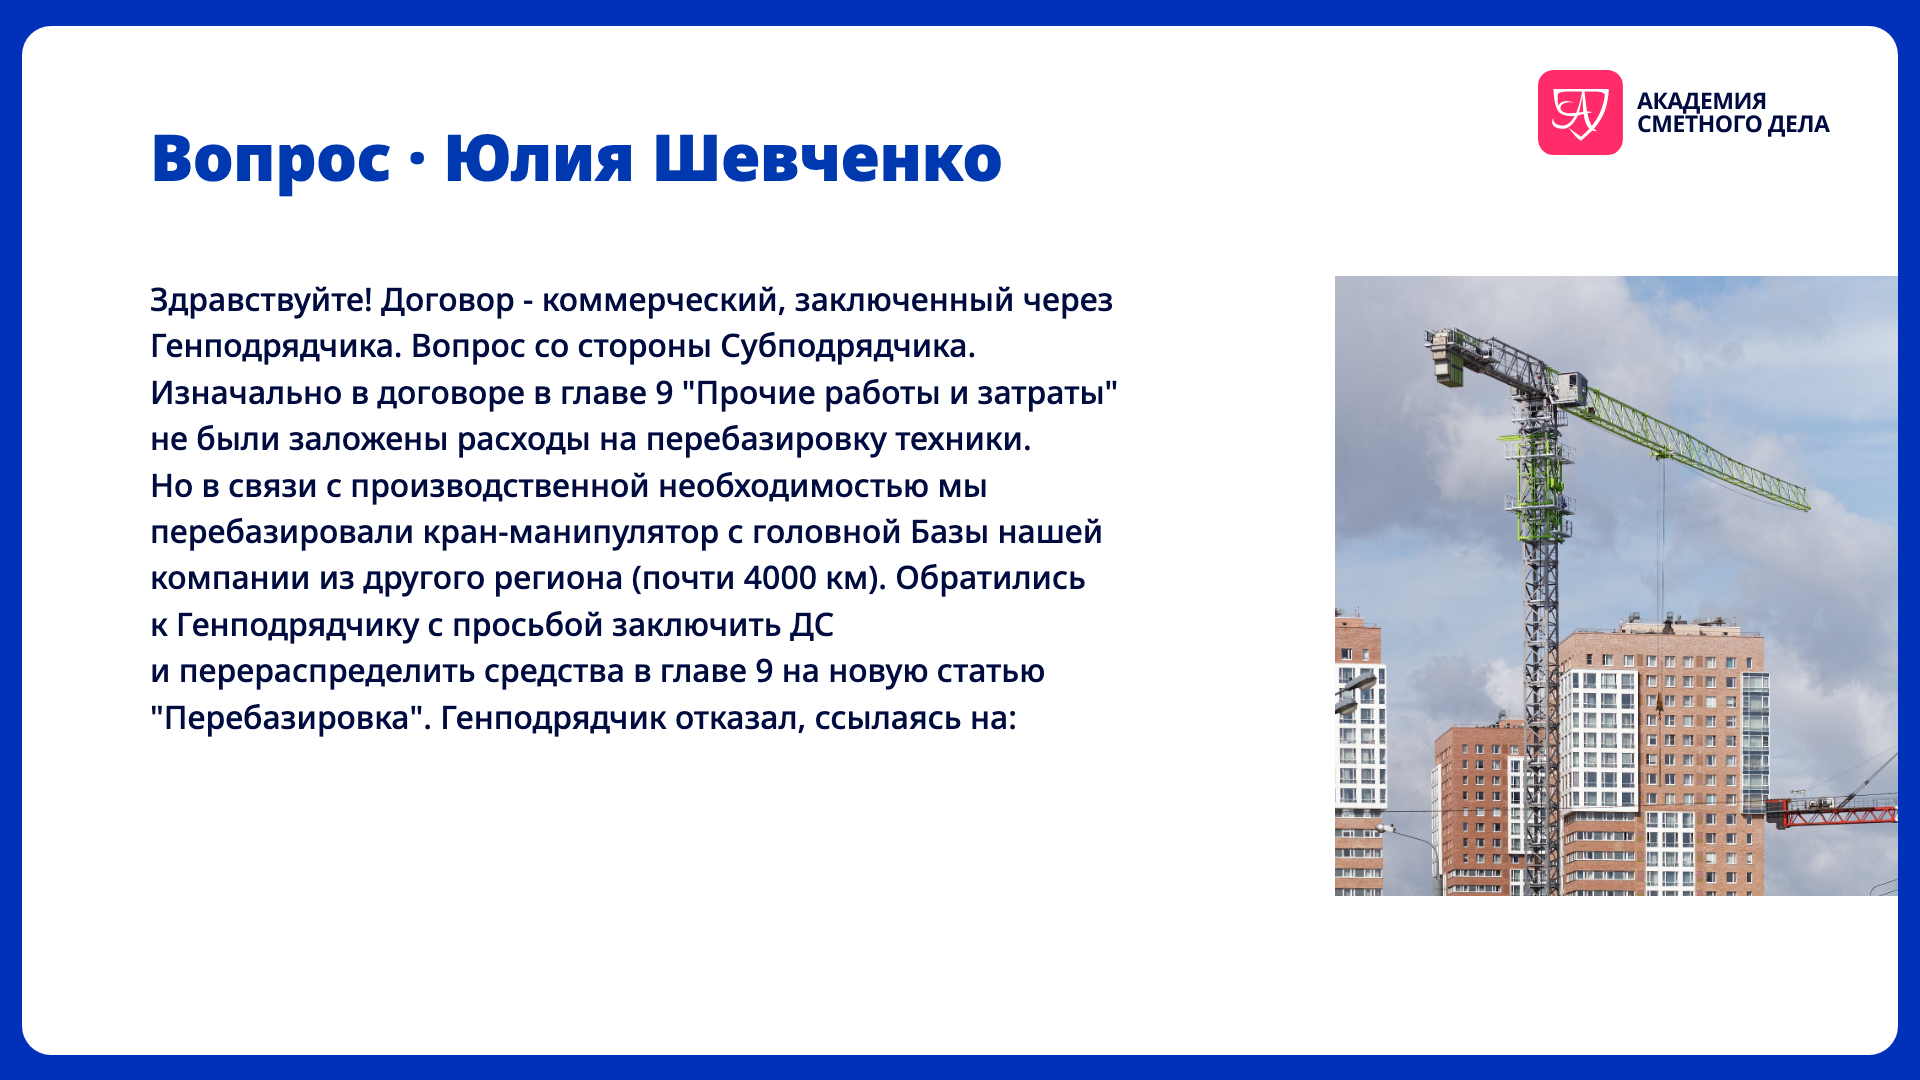 АКАДЕМИЯ
СМЕТНОГО ДЕЛА
Вопрос · Юлия Шевченко
Здравствуйте! Договор - коммерческий, заключенный через
Генподрядчика. Вопрос со стороны Субподрядчика.
Изначально в договоре в главе 9 "Прочие работы и затраты"
не были заложены расходы на перебазировку техники.
Но в связи с производственной необходимостью мы
перебазировали кран-манипулятор с головной Базы нашей
компании из другого региона (почти 4000 км). Обратились
к Генподрядчику с просьбой заключить ДС
и перераспределить средства в главе 9 на новую статью
"Перебазировка". Генподрядчик отказал, ссылаясь на: